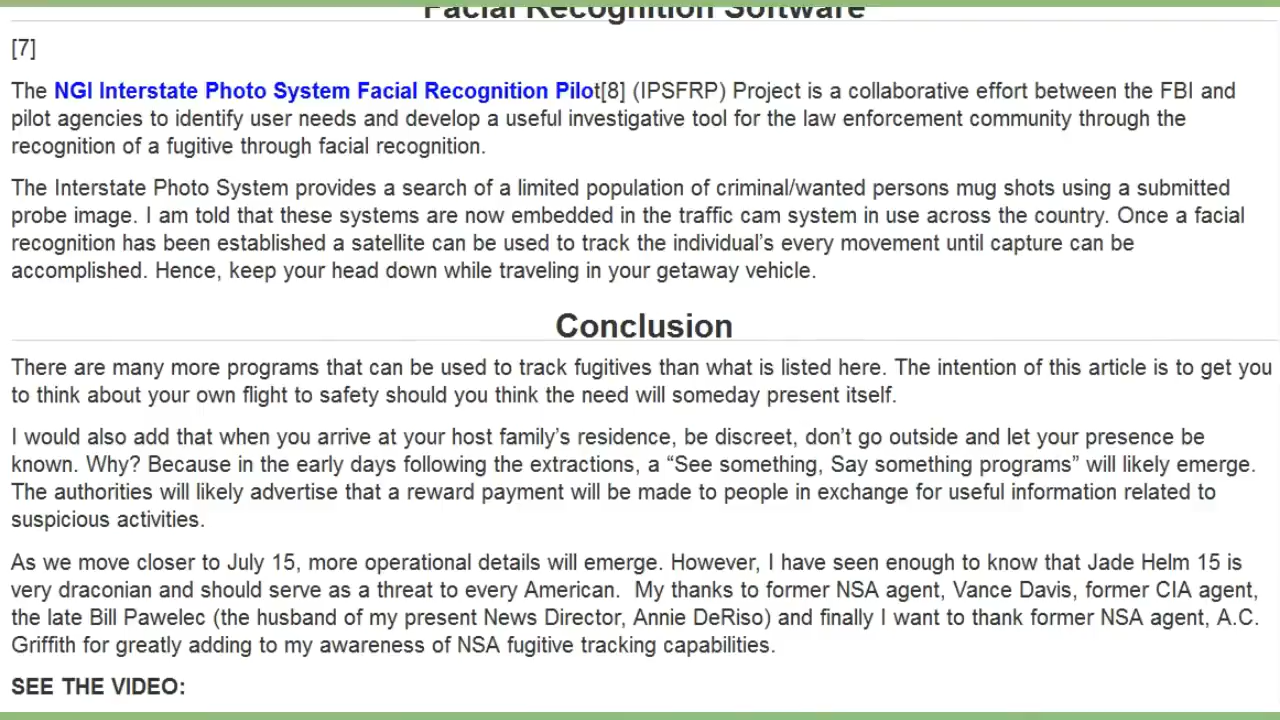 Facial Recognition Software
[7]
The NGI Interstate Photo System Facial Recognition Pilot[8] (IPSFRP) Project is a collaborative effort between the FBI and
pilot agencies to identify user needs and develop a useful investigative tool for the law enforcement community through the
recognition of a fugitive through facial recognition.
The Interstate Photo System provides a search of a limited population of criminal/wanted persons mug shots using a submitted
probe image. I am told that these systems are now embedded in the traffic cam system in use across the country. Once a facial
recognition has been established a satellite can be used to track the individual’s every movement until capture can be
accomplished. Hence, keep your head down while traveling in your getaway vehicle.
Conclusion
There are many more programs that can be used to track fugitives than what is listed here. The intention of this article is to get you
to think about your own flight to safety should you think the need will someday present itself.
I would also add that when you arrive at your host family’s residence, be discreet, don’t go outside and let your presence be
known. Why? Because in the early days following the extractions, a “See something, Say something programs” will likely emerge.
The authorities will likely advertise that a reward payment will be made to people in exchange for useful information related to
suspicious activities.
As we move closer to July 15, more operational details will emerge. However, I have seen enough to know that Jade Helm 15 is
very draconian and should serve as a threat to every American.  My thanks to former NSA agent, Vance Davis, former CIA agent,
the late Bill Pawelec (the husband of my present News Director, Annie DeRiso) and finally I want to thank former NSA agent, A.C.
Griffith for greatly adding to my awareness of NSA fugitive tracking capabilities.
SEE THE VIDEO: